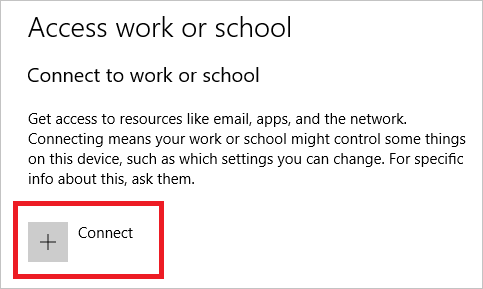 Access work or school
Connect to work or school
Get access to resources like email, apps, and the network.
Connecting means your work or school might control some things
on this device, such as which settings you can change. For specific
info about this, ask them.
Connect